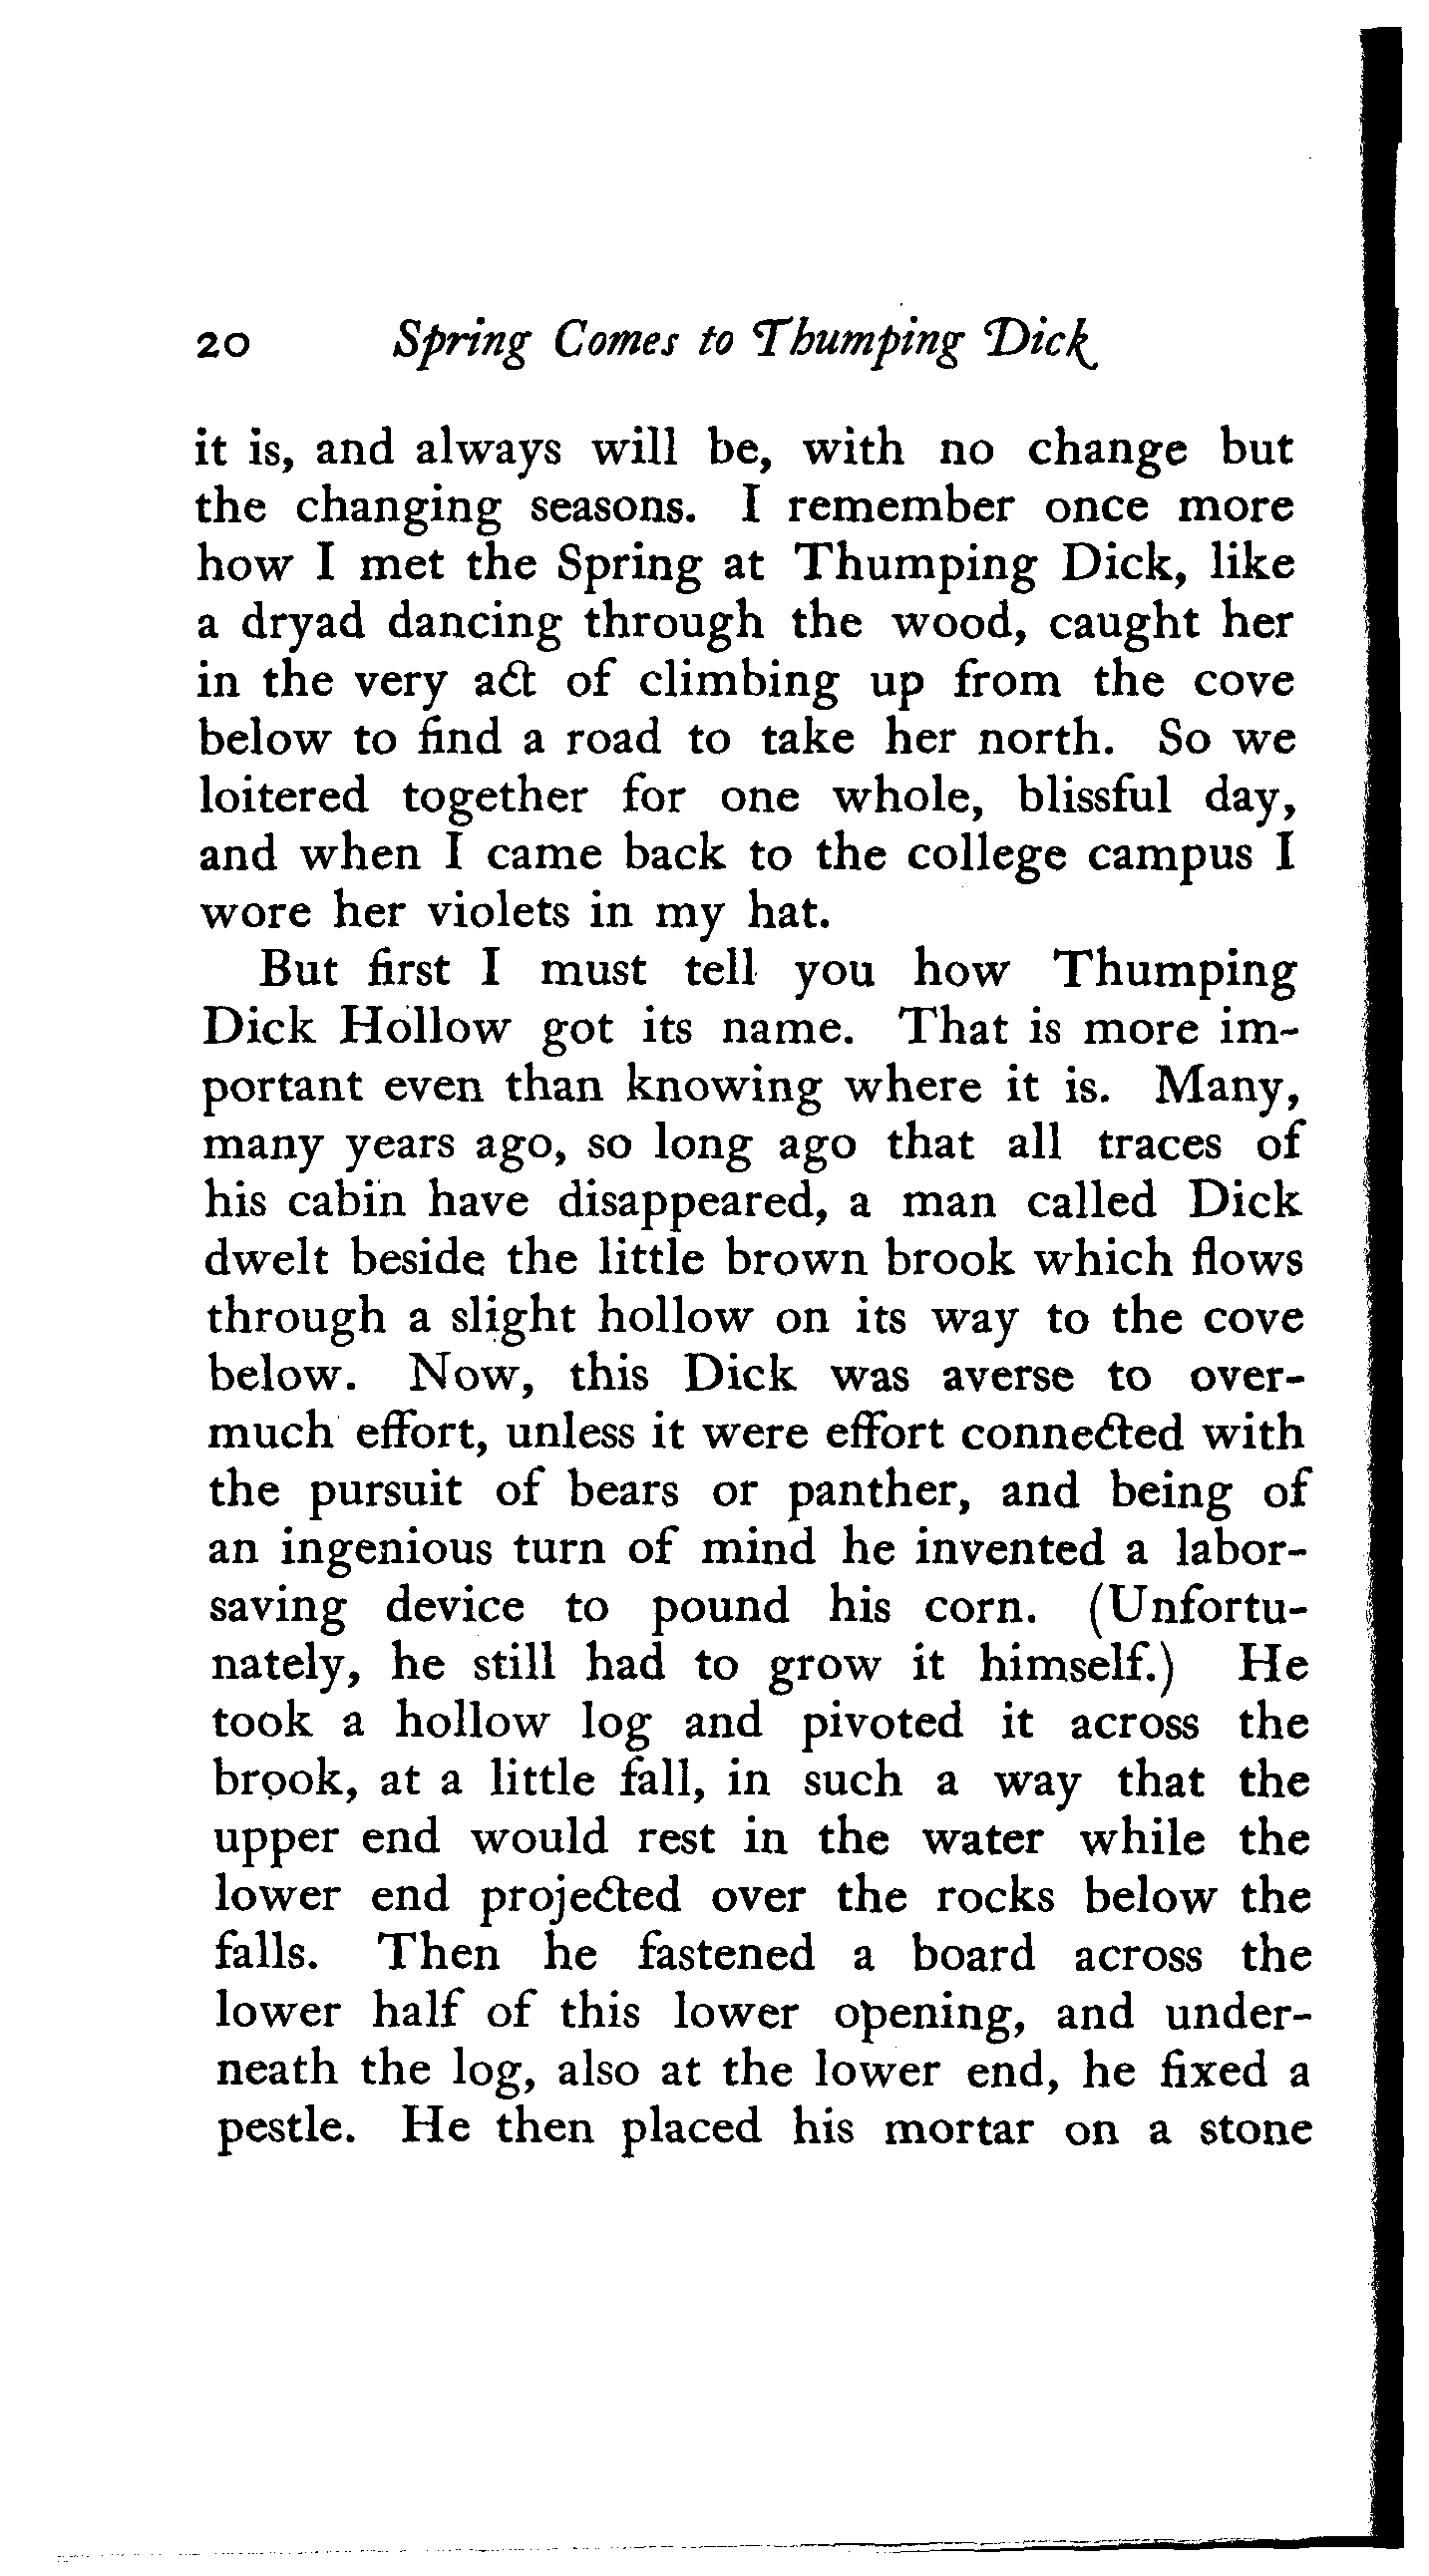 20 Spring Comes to Thumping Dick
it is, and always will be, with no change but
the changing seasons. I remember once more
how I met the Spring at Thumping Dick, like
a dryad dancing through the wood, caught her
in the very act of climbing up from the cove
below to find a road to take her north. So we
loitered together for one whole, blissful day,
and when I came back to the college campus I
wore her violets in my hat.
But first I must tell you how Thumping
Dick Hollow got its name. That is more im-
portant even than knowing where it is. Many,
many years ago, so long ago that all traces of
his cabin have disappeared, a man called Dick
dwelt beside the little brown brook which flows
through a slight hollow on its way to the cove
below. Now, this Dick was averse to over-
much effort, unless it were effort connected with
the pursuit of bears or panther, and being of
an ingenious turn of mind he invented a labor-
saving device to pound his corn. (Unfortu-
nately, he still had to grow it himself.) He
took a hollow log and pivoted it across the
brook, at a little fall, in such a way that the
upper end would rest in the water while the
lower end projected over the rocks below the
falls. Then he fastened a board across the
lower half of this lower opening, and under-
neath the log, also at the lower end, he fixed a
pestle. He then placed his mortar on a stone